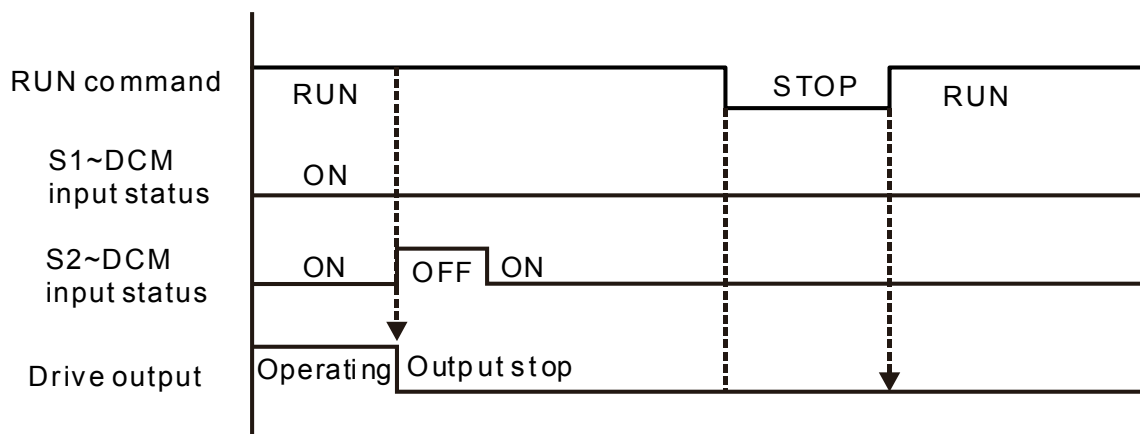 RUN command
RUN
STOP
RUN
S1~DCM
input status
ON
S2~DCM
input status
ON
OFF
ON
Drive output
Operating
Output stop